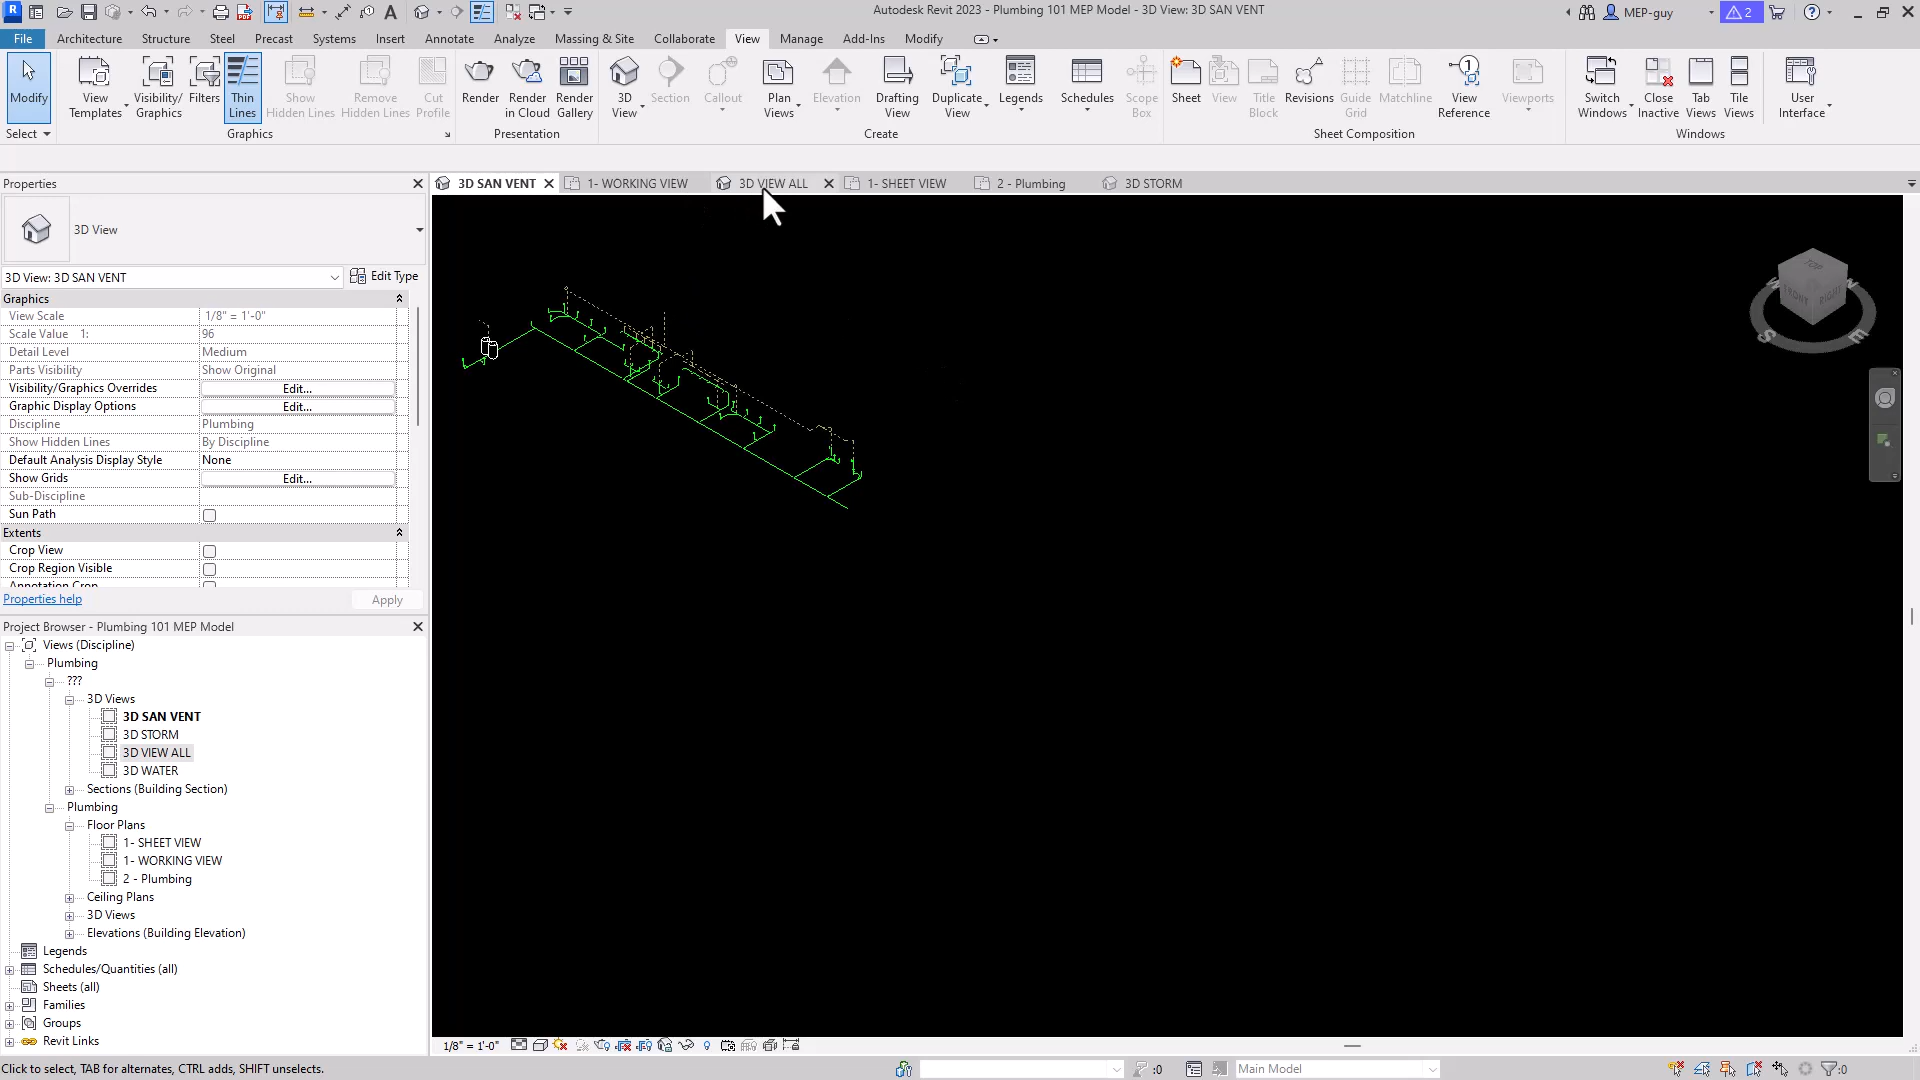 Autodesk Revit 2023 - Plumbing 101 MEP Model - 3D View: 3D SAN VENT
MEP-guy
2
File Architecture Structure Steel Precast Systems Insert Annotate Analyze Massing & Site Collaborate View Manage Add-Ins Modify
Modify
View Templates
Visibility/ Graphics
Filters
Thin Lines
Show Hidden Lines
Remove Hidden Lines
Cut Profile
Render
Render in Cloud
Render Gallery
3D View
Section
Callout
Plan Views
Elevation
Drafting View
Duplicate View
Legends
Schedules
Scope Box
Sheet
View
Title Block
Revisions
Guide Grid
Matchline
View Reference
Viewports
Switch Windows
Close Inactive
Tab Views
Tile Views
User Interface
Select Graphics Presentation Create Sheet Composition Windows
Properties
3D SAN VENT 1- WORKING VIEW 3D VIEW ALL 1- SHEET VIEW 2 - Plumbing 3D STORM
3D View
3D View: 3D SAN VENT Edit Type
Graphics
View Scale 1/8" = 1'-0"
Scale Value 1: 96
Detail Level Medium
Parts Visibility Show Original
Visibility/Graphics Overrides Edit...
Graphic Display Options Edit...
Discipline Plumbing
Show Hidden Lines By Discipline
Default Analysis Display Style None
Show Grids Edit...
Sub-Discipline
Sun Path
Extents
Crop View
Crop Region Visible
Annotation Crop
Properties help Apply
Project Browser - Plumbing 101 MEP Model
Views (Discipline)
Plumbing
???
3D Views
3D SAN VENT
3D STORM
3D VIEW ALL
3D WATER
Sections (Building Section)
Plumbing
Floor Plans
1- SHEET VIEW
1- WORKING VIEW
2 - Plumbing
Ceiling Plans
3D Views
Elevations (Building Elevation)
Legends
Schedules/Quantities (all)
Sheets (all)
Families
Groups
Revit Links
TOP
FRONT
RIGHT
S
E
1/8" = 1'-0"
Click to select, TAB for alternates, CTRL adds, SHIFT unselects.
:0
Main Model
:0